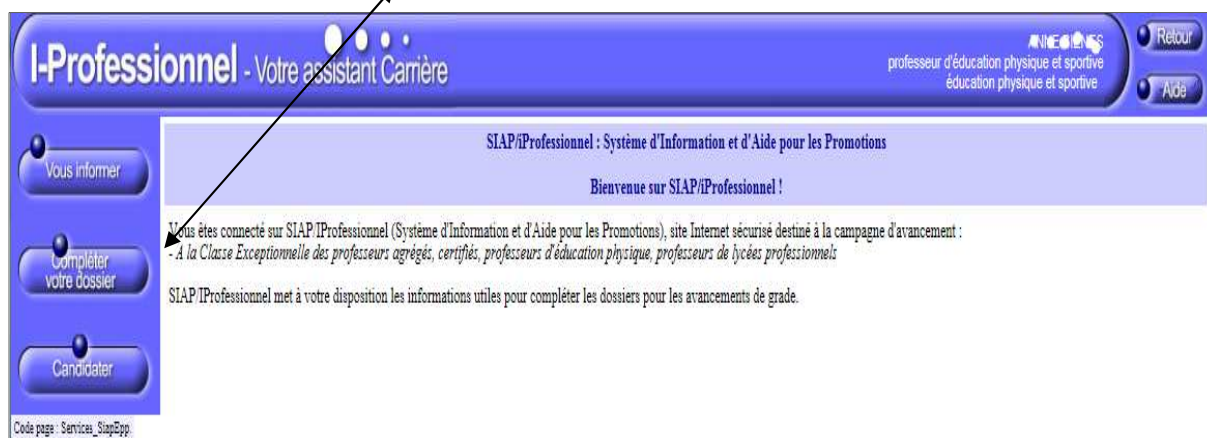 I-Professionnel - Votre assistant Carrière
professeur d'éducation physique et sportive
éducation physique et sportive
Retour
Aide
Vous informer
Compléter
votre dossier
Candidater
SIAP/iProfessionnel : Système d'Information et d'Aide pour les Promotions
Bienvenue sur SIAP/iProfessionnel !
Vous êtes connecté sur SIAP/IProfessionnel (Système d'Information et d'Aide pour les Promotions), site Internet sécurisé destiné à la campagne d'avancement :
- A la Classe Exceptionnelle des professeurs agrégés, certifiés, professeurs d'éducation physique, professeurs de lycées professionnels
SIAP/IProfessionnel met à votre disposition les informations utiles pour compléter les dossiers pour les avancements de grade.
Code page : Services_SiapEpp.